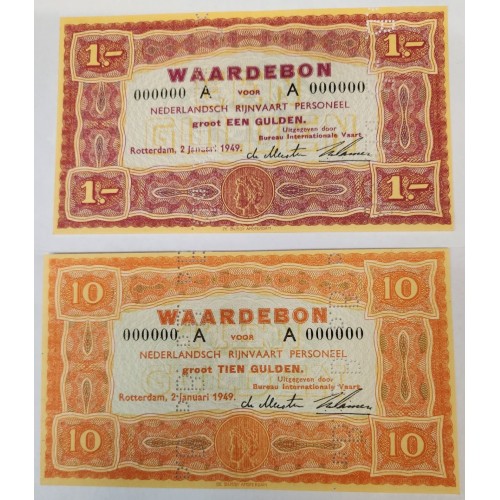 1.- 1.-
WAARDEBON
000000 A VOOR A 000000
NEDERLANDSCH RIJNVAART PERSONEEL
groot EEN GULDEN.
Uitgegeven door
Bureau Internationale Vaart.
Rotterdam, 2 Januari 1949.
1.- 1.-
10 10
WAARDEBON
000000 A VOOR A 000000
NEDERLANDSCH RIJNVAART PERSONEEL
groot TIEN GULDEN.
Uitgegeven door
Bureau Internationale Vaart.
Rotterdam, 2 Januari 1949.
10 10